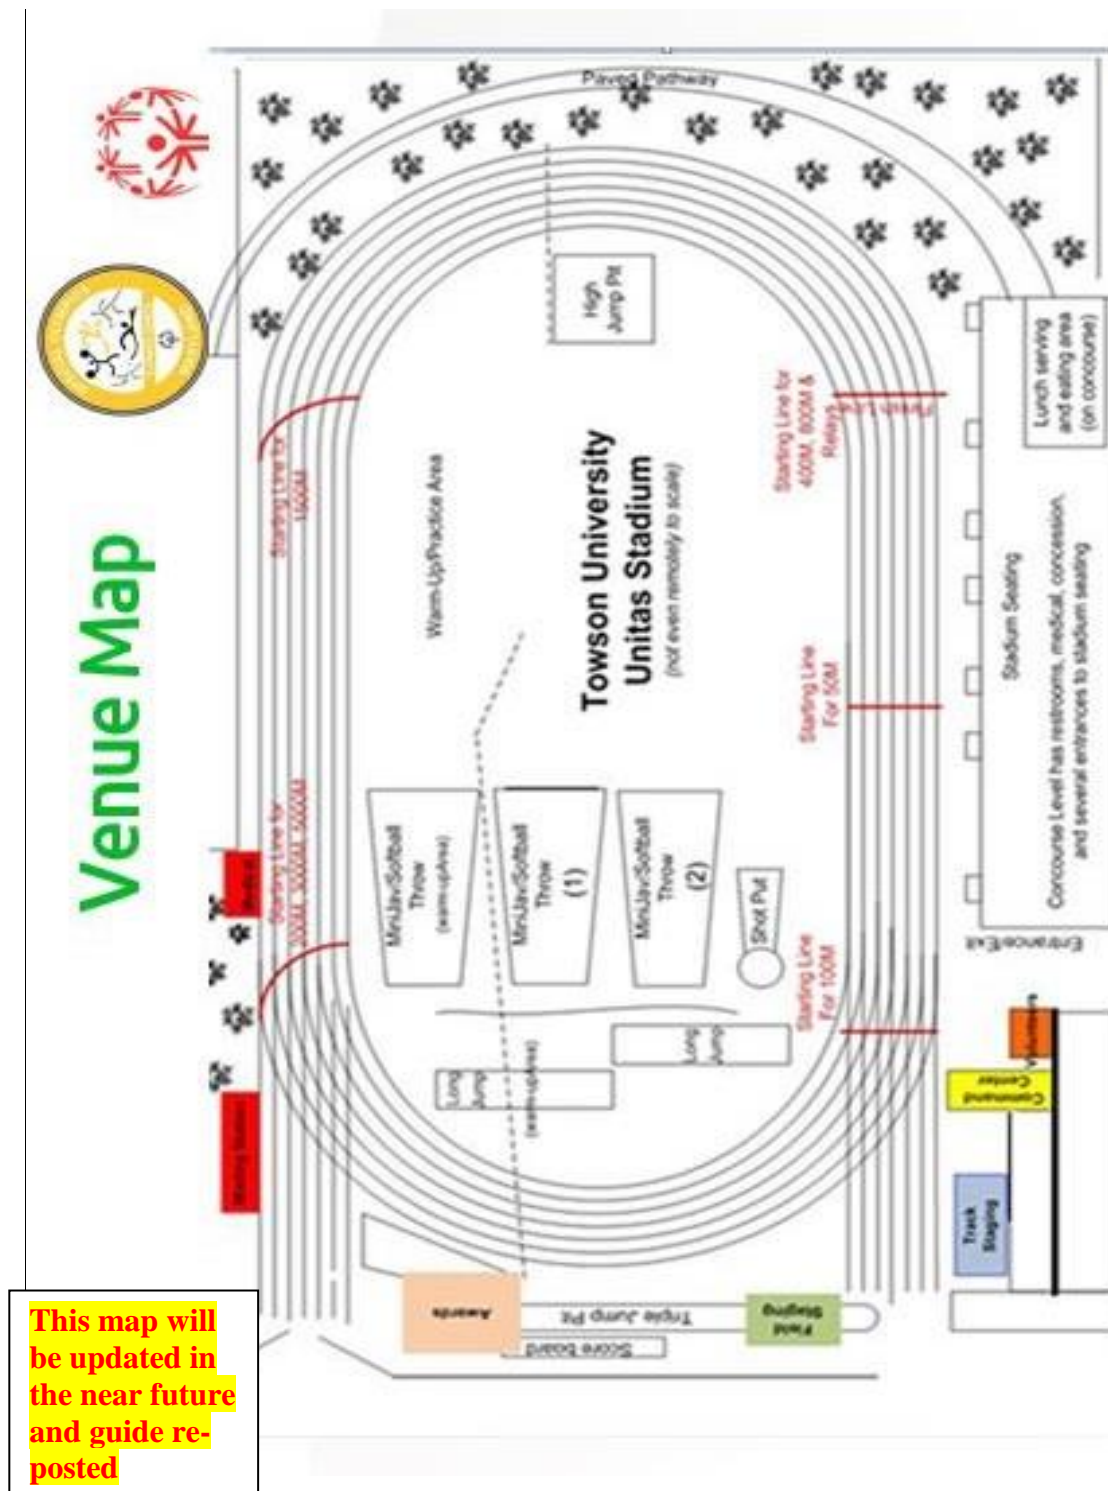 Venue Map
Paved Pathway
High
Jump Pit
Lunch serving
and eating area
(on concourse)
Starting Line for
1500M
Starting Line for
400M, 800M &
Relays
Warm-Up/Practice Area
Towson University
Unitas Stadium
(not even remotely to scale)
Stadium Seating
Concourse Level has restrooms, medical, concession,
and several entrances to stadium seating
Starting Line
For 50M
Starting Line for
200M, 3000M, 5000M
MiniJav/Softball
Throw
(warm-upArea)
MiniJav/Softball
Throw
(1)
MiniJav/Softball
Throw
(2)
Shot Put
Medical
Entrance/Exit
Starting Line
For 100M
Long
Jump
Long
Jump
(warm-upArea)
Volunteers
Command
Center
Track
Staging
Awards
Triple Jump Pit
Field
Staging
Score board
This map will
be updated in
the near future
and guide re-
posted